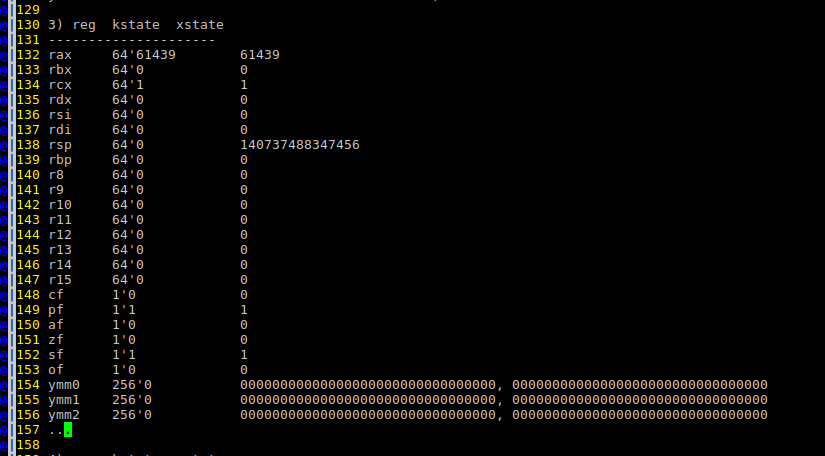 129
130 3) reg  kstate  xstate
131 ---------------------
132 rax     64'61439        61439
133 rbx     64'0            0
134 rcx     64'1            1
135 rdx     64'0            0
136 rsi     64'0            0
137 rdi     64'0            0
138 rsp     64'0            140737488347456
139 rbp     64'0            0
140 r8      64'0            0
141 r9      64'0            0
142 r10     64'0            0
143 r11     64'0            0
144 r12     64'0            0
145 r13     64'0            0
146 r14     64'0            0
147 r15     64'0            0
148 cf      1'0             0
149 pf      1'1             1
150 af      1'0             0
151 zf      1'0             0
152 sf      1'1             1
153 of      1'0             0
154 ymm0    256'0           00000000000000000000000000000000, 00000000000000000000000000000000
155 ymm1    256'0           00000000000000000000000000000000, 00000000000000000000000000000000
156 ymm2    256'0           00000000000000000000000000000000, 00000000000000000000000000000000
157 ...
158